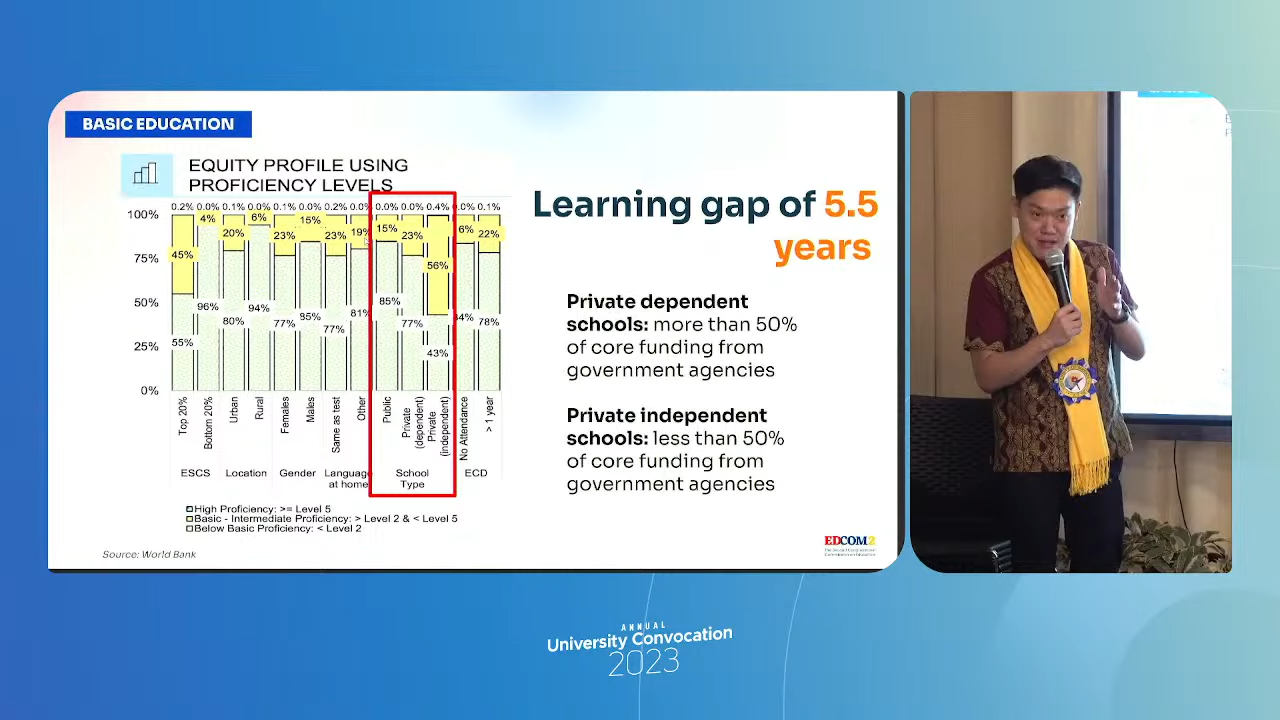 BASIC EDUCATION
EQUITY PROFILE USING
PROFICIENCY LEVELS
0.2% 0.0% 0.1% 0.0% 0.1% 0.2% 0.0% 0.0% 0.0% 0.4% 0.1%
100%
75%
50%
25%
0%
45% 4% 20% 6% 23% 15% 23% 19% 15% 23% 56% 6% 22%
55% 96% 80% 94% 77% 85% 77% 81% 85% 77% 43% 78%
Top 20%
Bottom 20%
Urban
Rural
Females
Males
Same as test
Other
Public
Private
(dependent)
Private
(independent)
No Attendance
> 1 year
ESCS
Location
Gender
Language
at home
School
Type
ECD
High Proficiency: >= Level 5
Basic - Intermediate Proficiency: > Level 2 & < Level 5
Below Basic Proficiency: < Level 2
Source: World Bank
Learning gap of 5.5
years
Private dependent
schools: more than 50%
of core funding from
government agencies
Private independent
schools: less than 50%
of core funding from
government agencies
EDCOM2
ANNUAL
University Convocation
2023